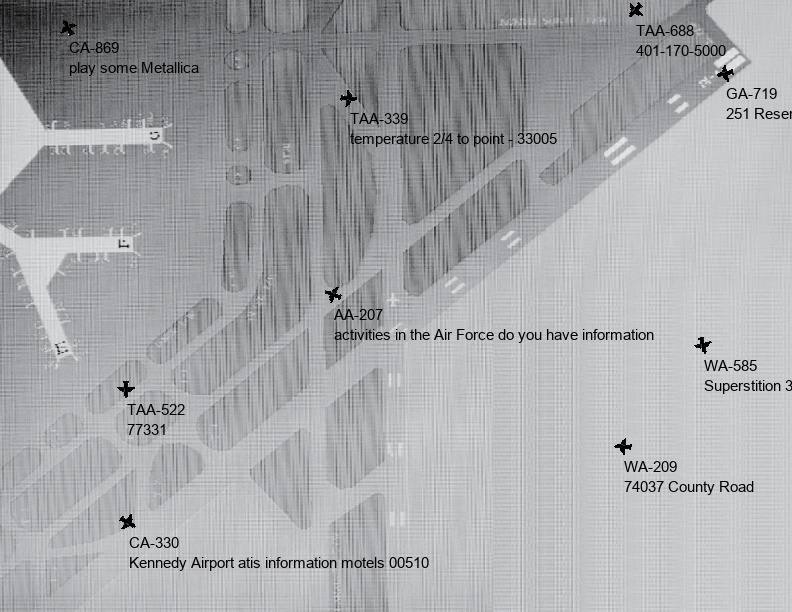 TAA-688
401-170-5000
CA-869
play some Metallica
GA-719
251 Reser
TAA-339
temperature 2/4 to point - 33005
AA-207
activities in the Air Force do you have information
WA-585
Superstition 3
TAA-522
77331
WA-209
74037 County Road
CA-330
Kennedy Airport atis information motels 00510